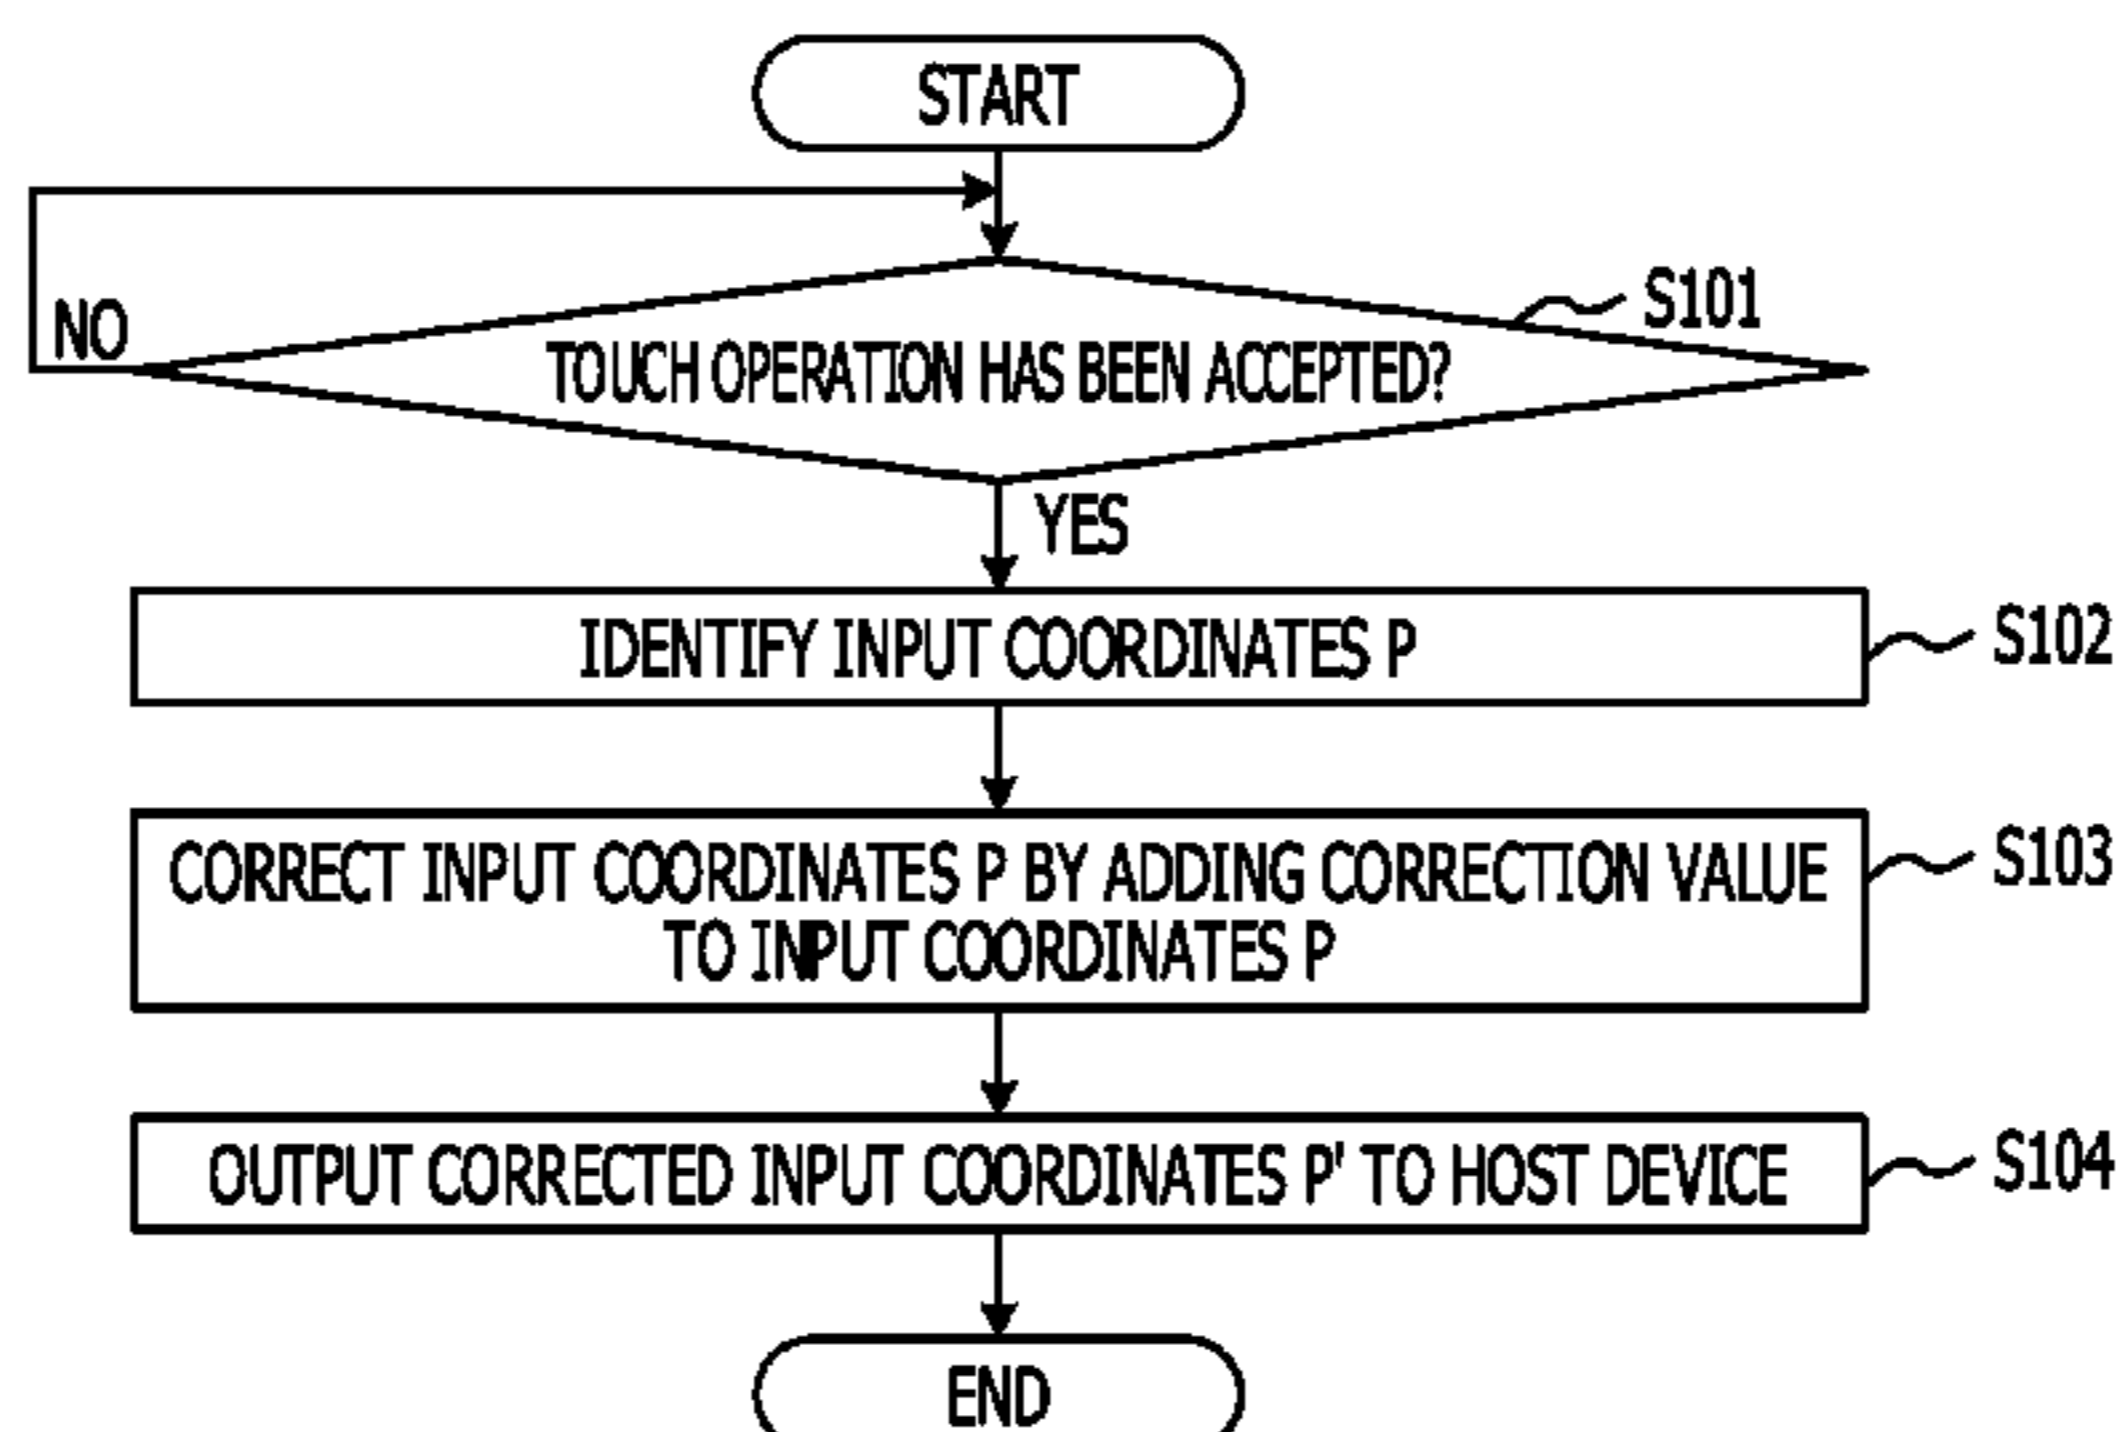 START
NO
S101
TOUCH OPERATION HAS BEEN ACCEPTED?
YES
IDENTIFY INPUT COORDINATES P
S102
CORRECT INPUT COORDINATES P BY ADDING CORRECTION VALUE
TO INPUT COORDINATES P
S103
OUTPUT CORRECTED INPUT COORDINATES P' TO HOST DEVICE
S104
END